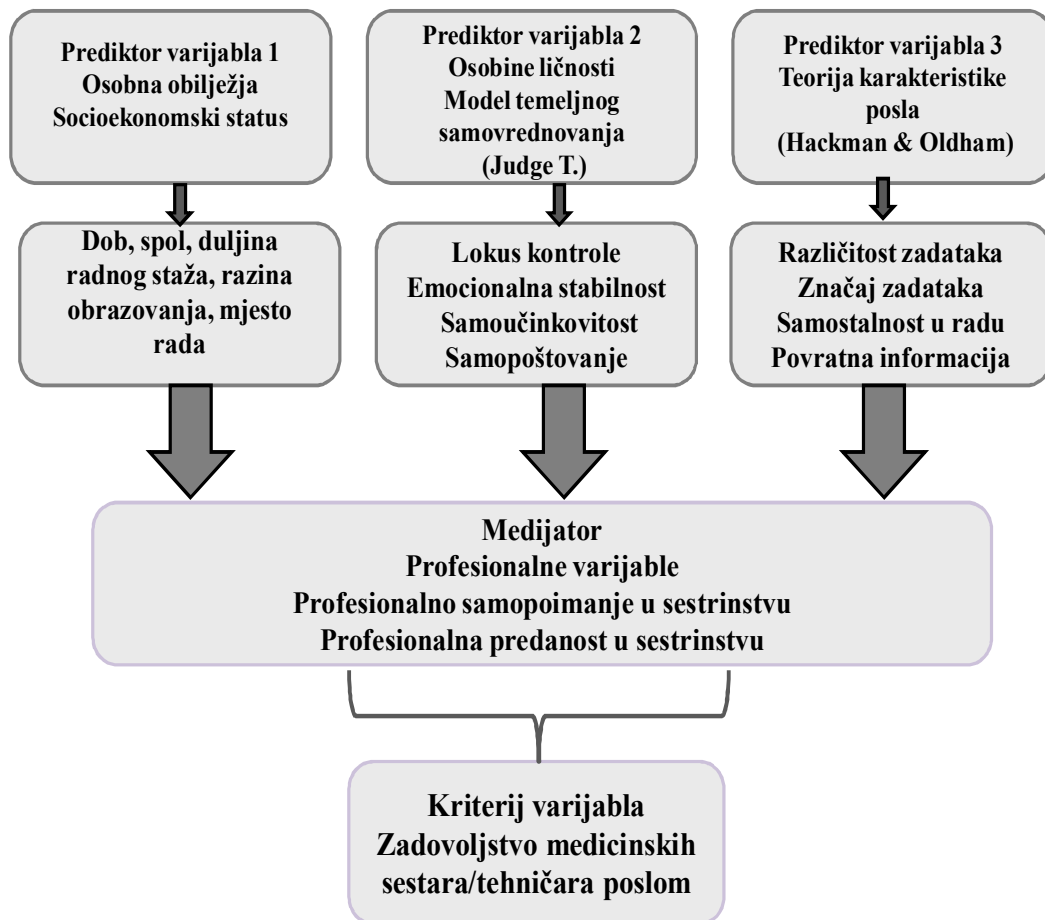 Prediktor varijabla 1
Osobna obilježja
Socioekonomski status
Prediktor varijabla 2
Osobine ličnosti
Model temeljnog
samovrednovanja
(Judge T.)
Prediktor varijabla 3
Teorija karakteristike
posla
(Hackman & Oldham)
Dob, spol, duljina
radnog staža, razina
obrazovanja, mjesto
rada
Lokus kontrole
Emocionalna stabilnost
Samoučinkovitost
Samopoštovanje
Različitost zadataka
Značaj zadataka
Samostalnost u radu
Povratna informacija
Medijator
Profesionalne varijable
Profesionalno samopoimanje u sestrinstvu
Profesionalna predanost u sestrinstvu
Kriterij varijabla
Zadovoljstvo medicinskih
sestara/tehničara poslom